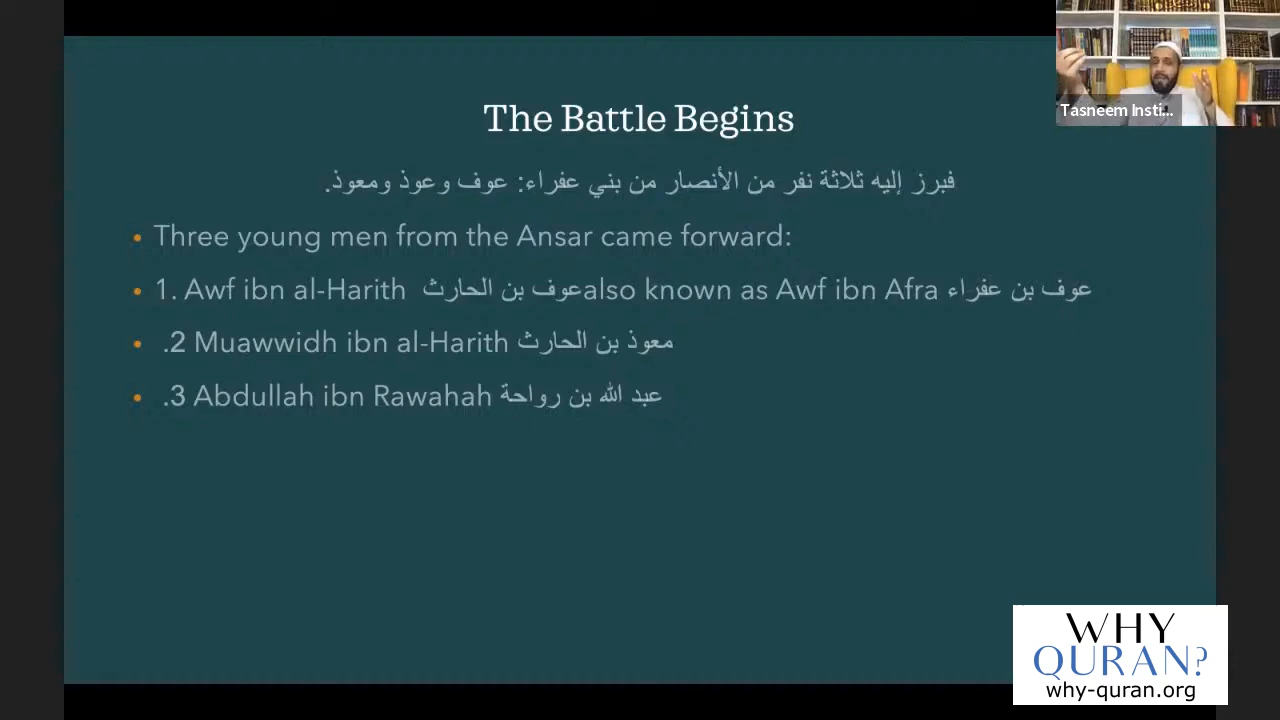 Tasneem Insti...
The Battle Begins
فبرز إليه ثلاثة نفر من الأنصار من بني عفراء: عوف وعوذ ومعوذ.
• Three young men from the Ansar came forward:
• 1. Awf ibn al-Harith عوف بن الحارثalso known as Awf ibn Afra عوف بن عفراء
• .2 Muawwidh ibn al-Harith معوذ بن الحارث
• .3 Abdullah ibn Rawahah عبد الله بن رواحة
WHY
QURAN?
why-quran.org